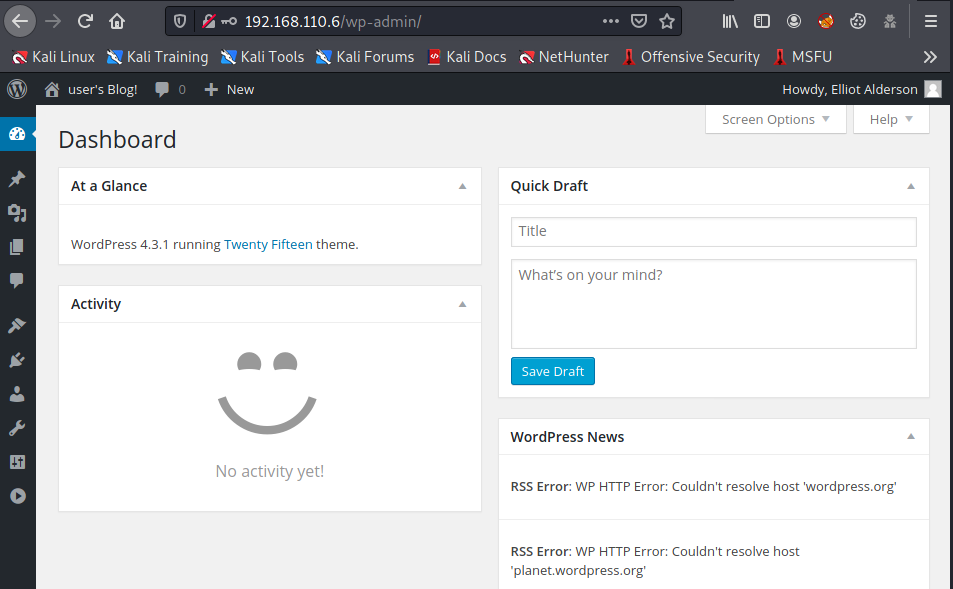 192.168.110.6/wp-admin/
Kali Linux Kali Training Kali Tools Kali Forums Kali Docs NetHunter Offensive Security MSFU
user's Blog! 0 New Howdy, Elliot Alderson
Screen Options Help
Dashboard
At a Glance
WordPress 4.3.1 running Twenty Fifteen theme.
Activity
No activity yet!
Quick Draft
Title
What's on your mind?
Save Draft
WordPress News
RSS Error: WP HTTP Error: Couldn't resolve host 'wordpress.org'
RSS Error: WP HTTP Error: Couldn't resolve host
'planet.wordpress.org'